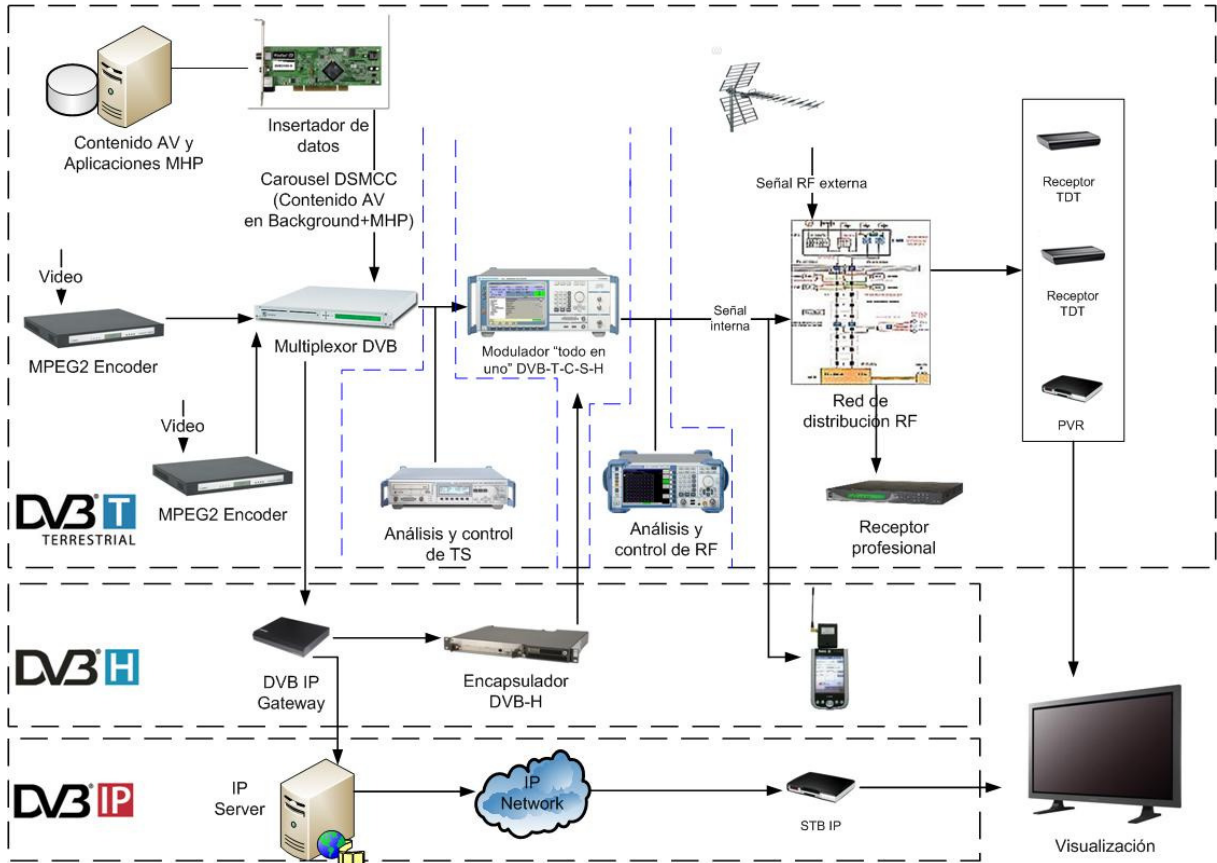 Contenido AV y
Aplicaciones MHP
Insertador de
datos
Carousel DSMCC
(Contenido AV
en Background+MHP)
Video
MPEG2 Encoder
Video
MPEG2 Encoder
Multiplexor DVB
Modulador “todo en
uno” DVB-T-C-S-H
Análisis y control
de TS
Análisis y
control de RF
Señal RF externa
Señal
interna
Red de
distribución RF
Receptor
profesional
Receptor
TDT
Receptor
TDT
PVR
DVB T
TERRESTRIAL
DVB H
DVB IP
Gateway
Encapsulador
DVB-H
DVB IP
IP
Server
IP
Network
STB IP
Visualización